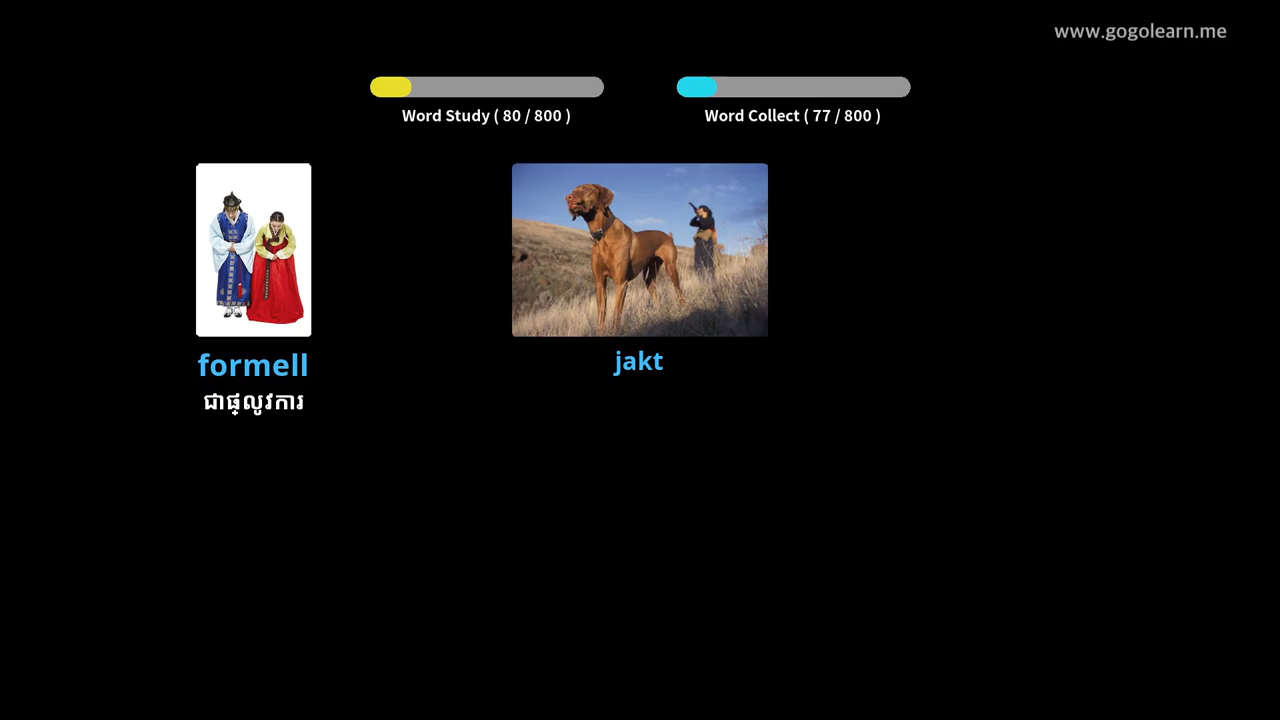 www.gogolearn.me
Word Study ( 80 / 800 )
Word Collect ( 77 / 800 )
formell
ជាផ្លូវការ
jakt